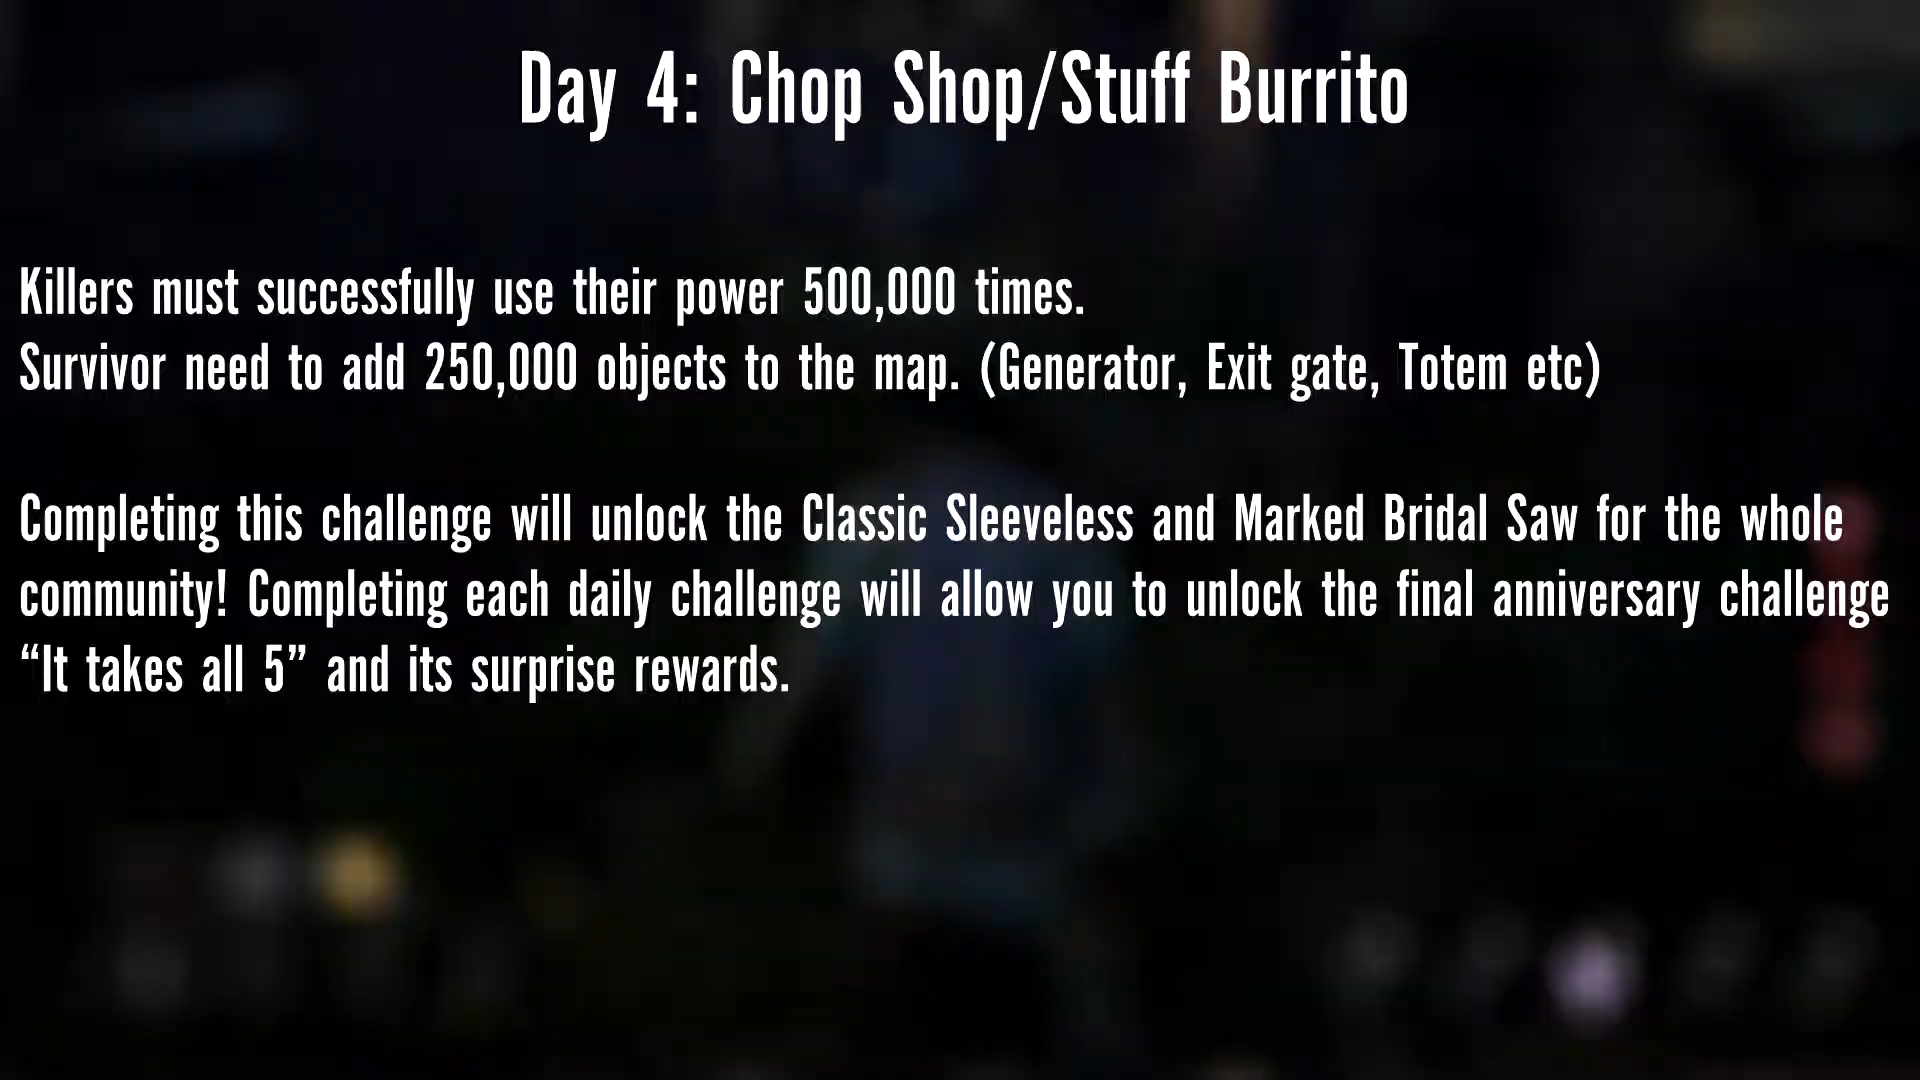 Day 4: Chop Shop/Stuff Burrito
Killers must successfully use their power 500,000 times.
Survivor need to add 250,000 objects to the map. (Generator, Exit gate, Totem etc)
Completing this challenge will unlock the Classic Sleeveless and Marked Bridal Saw for the whole
community! Completing each daily challenge will allow you to unlock the final anniversary challenge
“It takes all 5” and its surprise rewards.